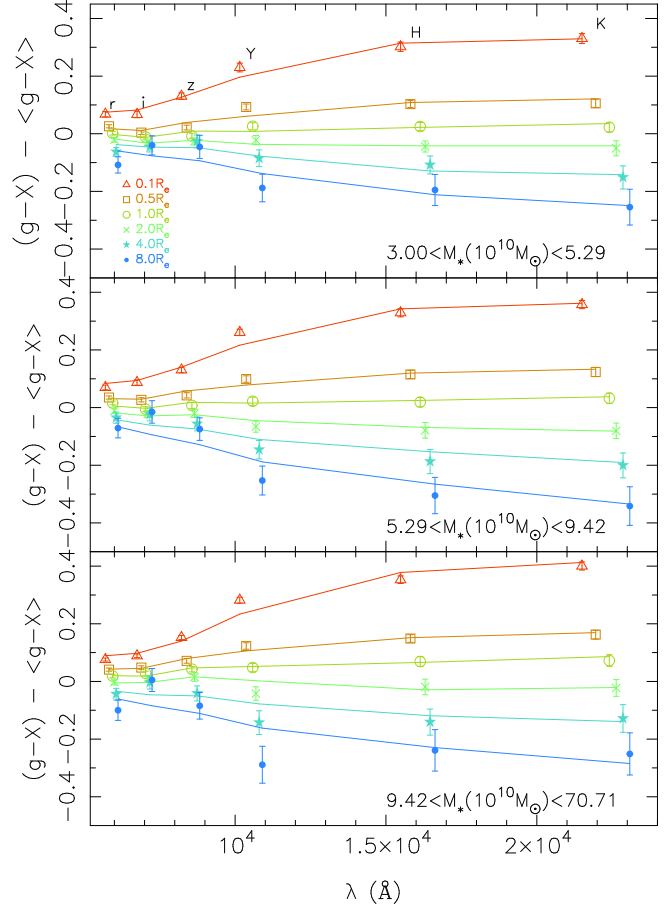 0.4
0.2
0
−0.2
−0.4
(g−X) − <g−X>
r i z Y H K
0.1Re
0.5Re
1.0Re
2.0Re
4.0Re
8.0Re
3.00<M*(10^10M☉)<5.29
0.4
0.2
0
−0.2
−0.4
(g−X) − <g−X>
5.29<M*(10^10M☉)<9.42
0.4
0.2
0
−0.2
−0.4
(g−X) − <g−X>
9.42<M*(10^10M☉)<70.71
10^4 1.5×10^4 2×10^4
λ (Å)